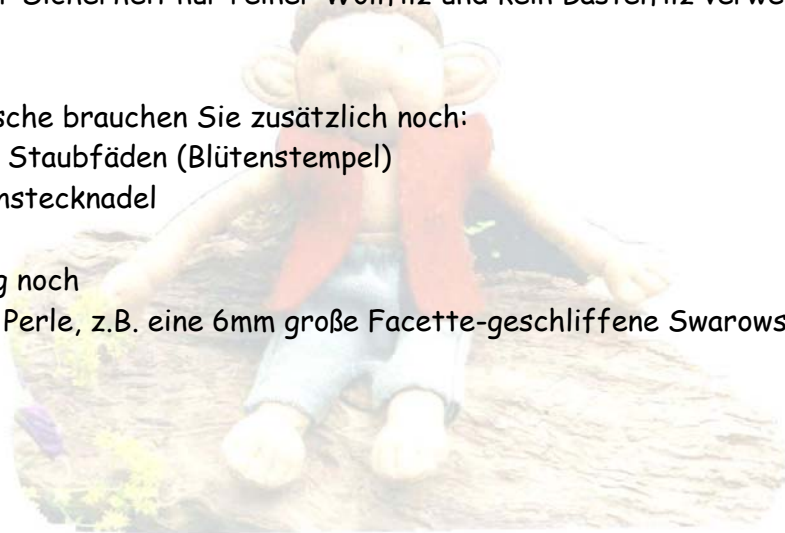 Sicherheit nur reiner Wollfilz und kein Bastelfilz verwe
sche brauchen Sie zusätzlich noch:
Staubfäden (Blütenstempel)
nstecknadel
g noch
Perle, z.B. eine 6mm große Facette-geschliffene Swarows